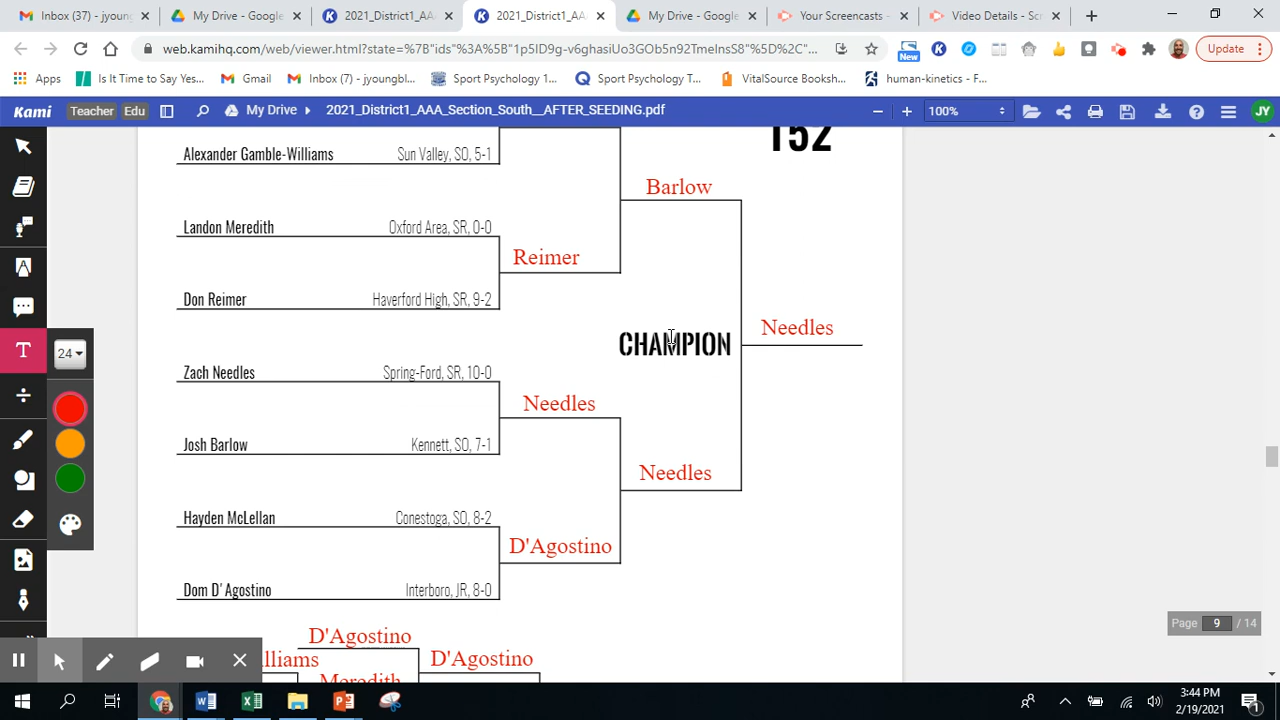 Inbox (37) - jyoung
My Drive - Google
2021_District1_AA
2021_District1_AA
My Drive - Google
Your Screencasts
Video Details - Sc
web.kamihq.com/web/viewer.html?state=%7B"ids"%3A%5B"1p5ID9g-v6ghasiUo3GOb5n92TmeInsS8"%5D%2C"...
New
Update
Apps
Is It Time to Say Yes...
Gmail
Inbox (7) - jyoungbl...
Sport Psychology 1...
Sport Psychology T...
VitalSource Booksh...
human-kinetics - F...
Kami
Teacher
Edu
My Drive
2021_District1_AAA_Section_South__AFTER_SEEDING.pdf
100%
JY
152
Alexander Gamble-Williams Sun Valley, SO, 5-1
Barlow
Landon Meredith Oxford Area, SR, 0-0
Reimer
Don Reimer Haverford High, SR, 9-2
Needles
CHAMPION
24
Zach Needles Spring-Ford, SR, 10-0
Needles
Josh Barlow Kennett, SO, 7-1
Needles
Hayden McLellan Conestoga, SO, 8-2
D'Agostino
Dom D'Agostino Interboro, JR, 8-0
Page 9 / 14
D'Agostino
lliams
D'Agostino
Meredith
3:44 PM
2/19/2021
1